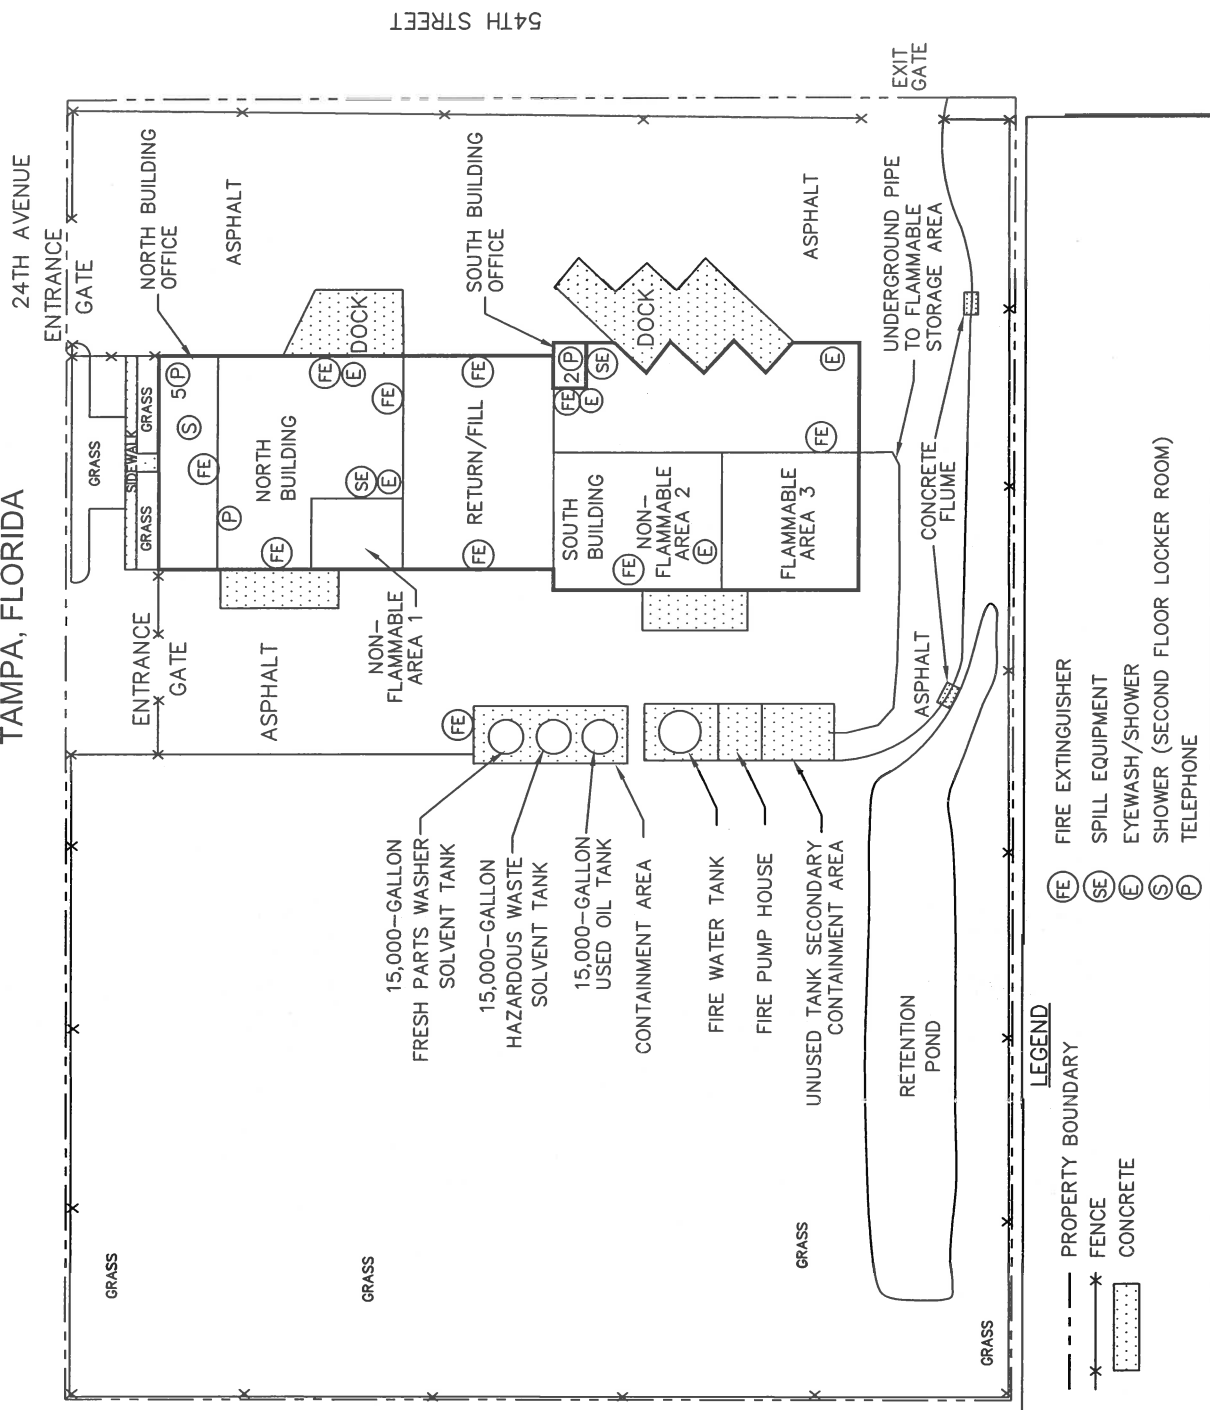 TAMPA, FLORIDA
54TH STREET
24TH AVENUE
ENTRANCE
GATE
NORTH BUILDING
OFFICE
ASPHALT
SOUTH BUILDING
OFFICE
ASPHALT
EXIT
GATE
UNDERGROUND PIPE
TO FLAMMABLE
STORAGE AREA
GRASS
SIDEWALK
GRASS
GRASS
5 P
S
FE
P
FE
NORTH
BUILDING
FE
E
FE
SE
E
DOCK
FE
RETURN/FILL
FE
2 P
SE
FE
E
DOCK
E
FE
SOUTH
BUILDING
FE
NON-
FLAMMABLE
AREA 2
E
FLAMMABLE
AREA 3
CONCRETE
FLUME
ENTRANCE
GATE
ASPHALT
NON-
FLAMMABLE
AREA 1
FE
ASPHALT
15,000-GALLON
FRESH PARTS WASHER
SOLVENT TANK
15,000-GALLON
HAZARDOUS WASTE
SOLVENT TANK
15,000-GALLON
USED OIL TANK
CONTAINMENT AREA
FIRE WATER TANK
FIRE PUMP HOUSE
UNUSED TANK SECONDARY
CONTAINMENT AREA
RETENTION
POND
GRASS
GRASS
GRASS
GRASS
LEGEND
PROPERTY BOUNDARY
FENCE
CONCRETE
FE FIRE EXTINGUISHER
SE SPILL EQUIPMENT
E EYEWASH/SHOWER
S SHOWER (SECOND FLOOR LOCKER ROOM)
P TELEPHONE